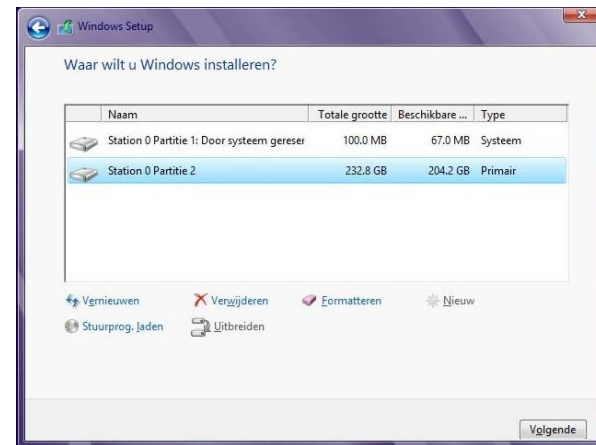 Windows Setup
Waar wilt u Windows installeren?
Naam Totale grootte Beschikbare ... Type
Station 0 Partitie 1: Door systeem gereser 100.0 MB 67.0 MB Systeem
Station 0 Partitie 2 232.8 GB 204.2 GB Primair
Vernieuwen Verwijderen Formatteren Nieuw
Stuurprog. laden Uitbreiden
Volgende